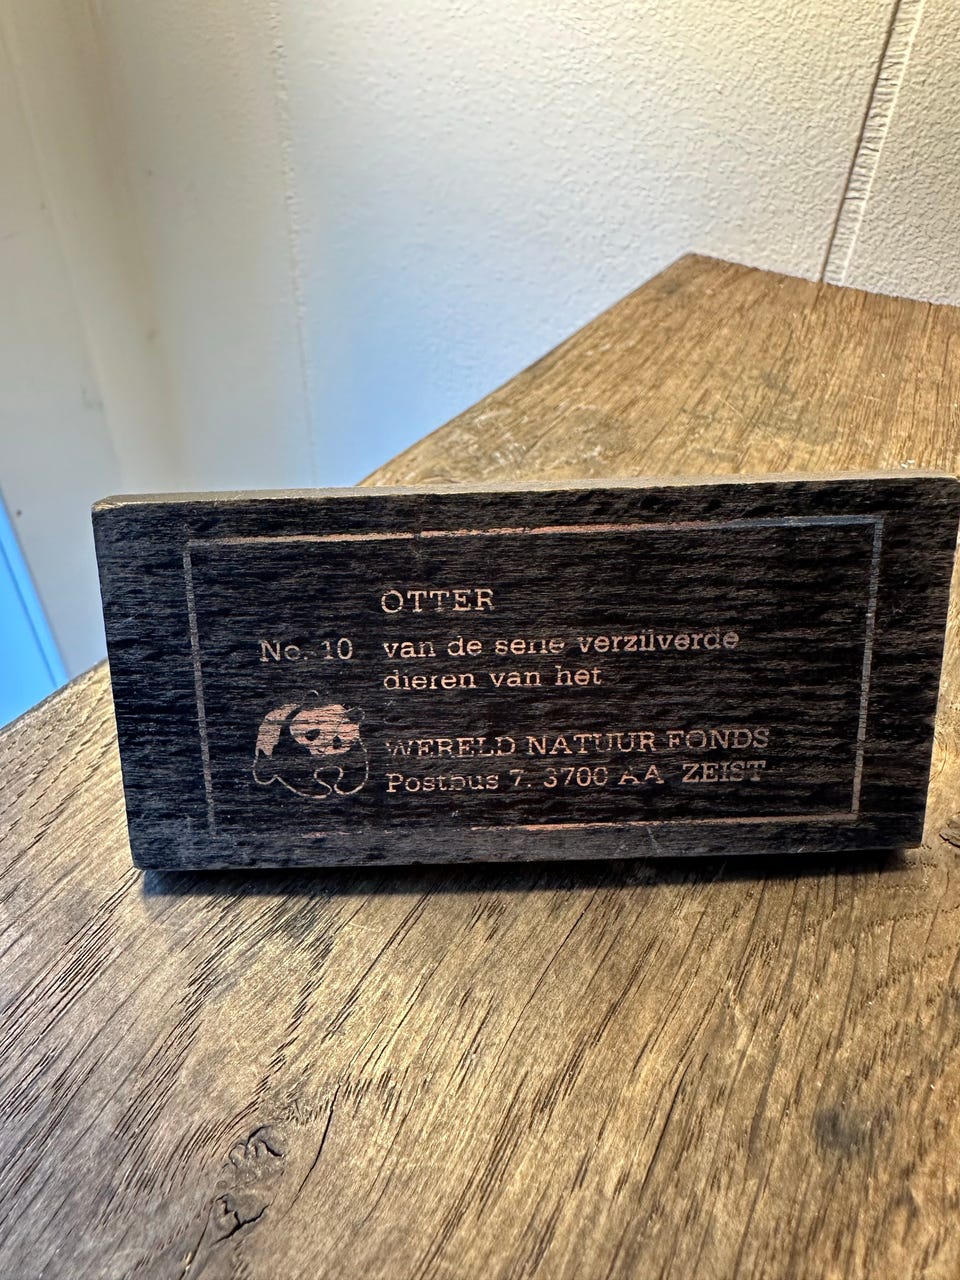 OTTER
No. 10 van de serie verzilverde
dieren van het
WERELD NATUUR FONDS
Postbus 7. 3700 AA ZEIST